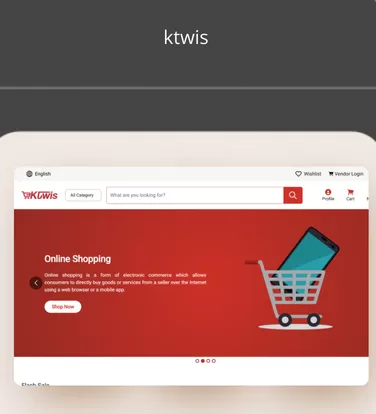 ktwis
English
Wishlist
Vendor Login
Ktwis
All Category
What are you looking for?
Profile
Cart
Online Shopping
Online shopping is a form of electronic commerce which allows
consumers to directly buy goods or services from a seller over the Internet
using a web browser or a mobile app.
Shop Now
Flash Sale